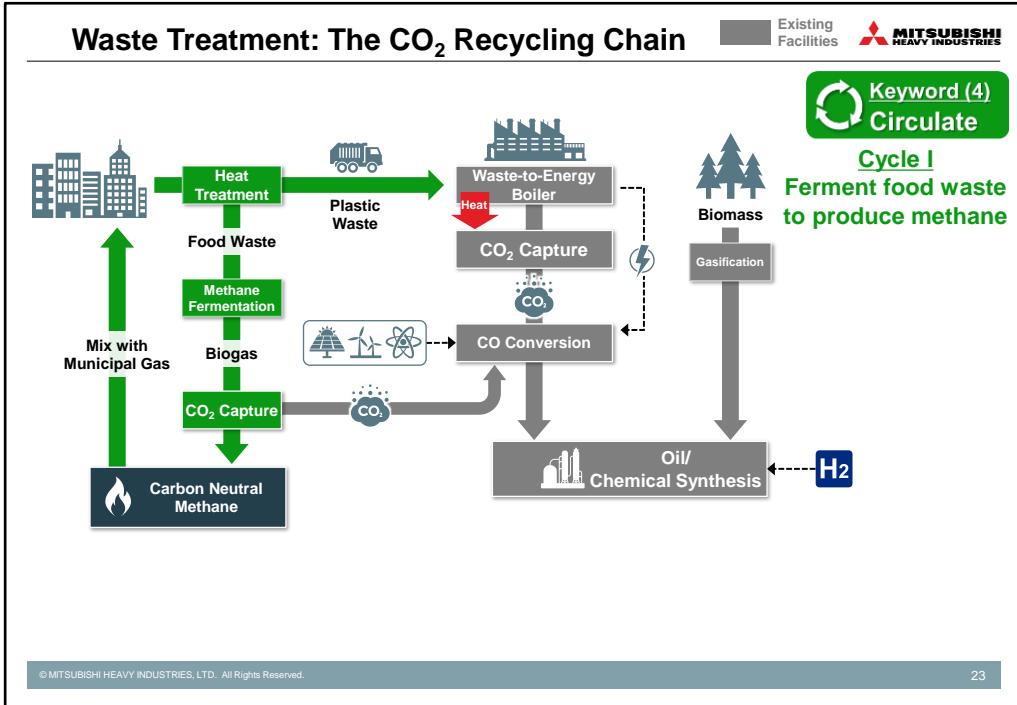 Waste Treatment: The CO₂ Recycling Chain
Existing
Facilities
MITSUBISHI
HEAVY INDUSTRIES
Keyword (4)
Circulate
Cycle I
Ferment food waste
to produce methane
Heat
Treatment
Plastic
Waste
Waste-to-Energy
Boiler
Heat
Biomass
Food Waste
CO₂ Capture
Gasification
Methane
Fermentation
CO₂
Mix with
Municipal Gas
Biogas
CO Conversion
CO₂ Capture
CO₂
Oil/
Chemical Synthesis
H2
Carbon Neutral
Methane
© MITSUBISHI HEAVY INDUSTRIES, LTD. All Rights Reserved.
23